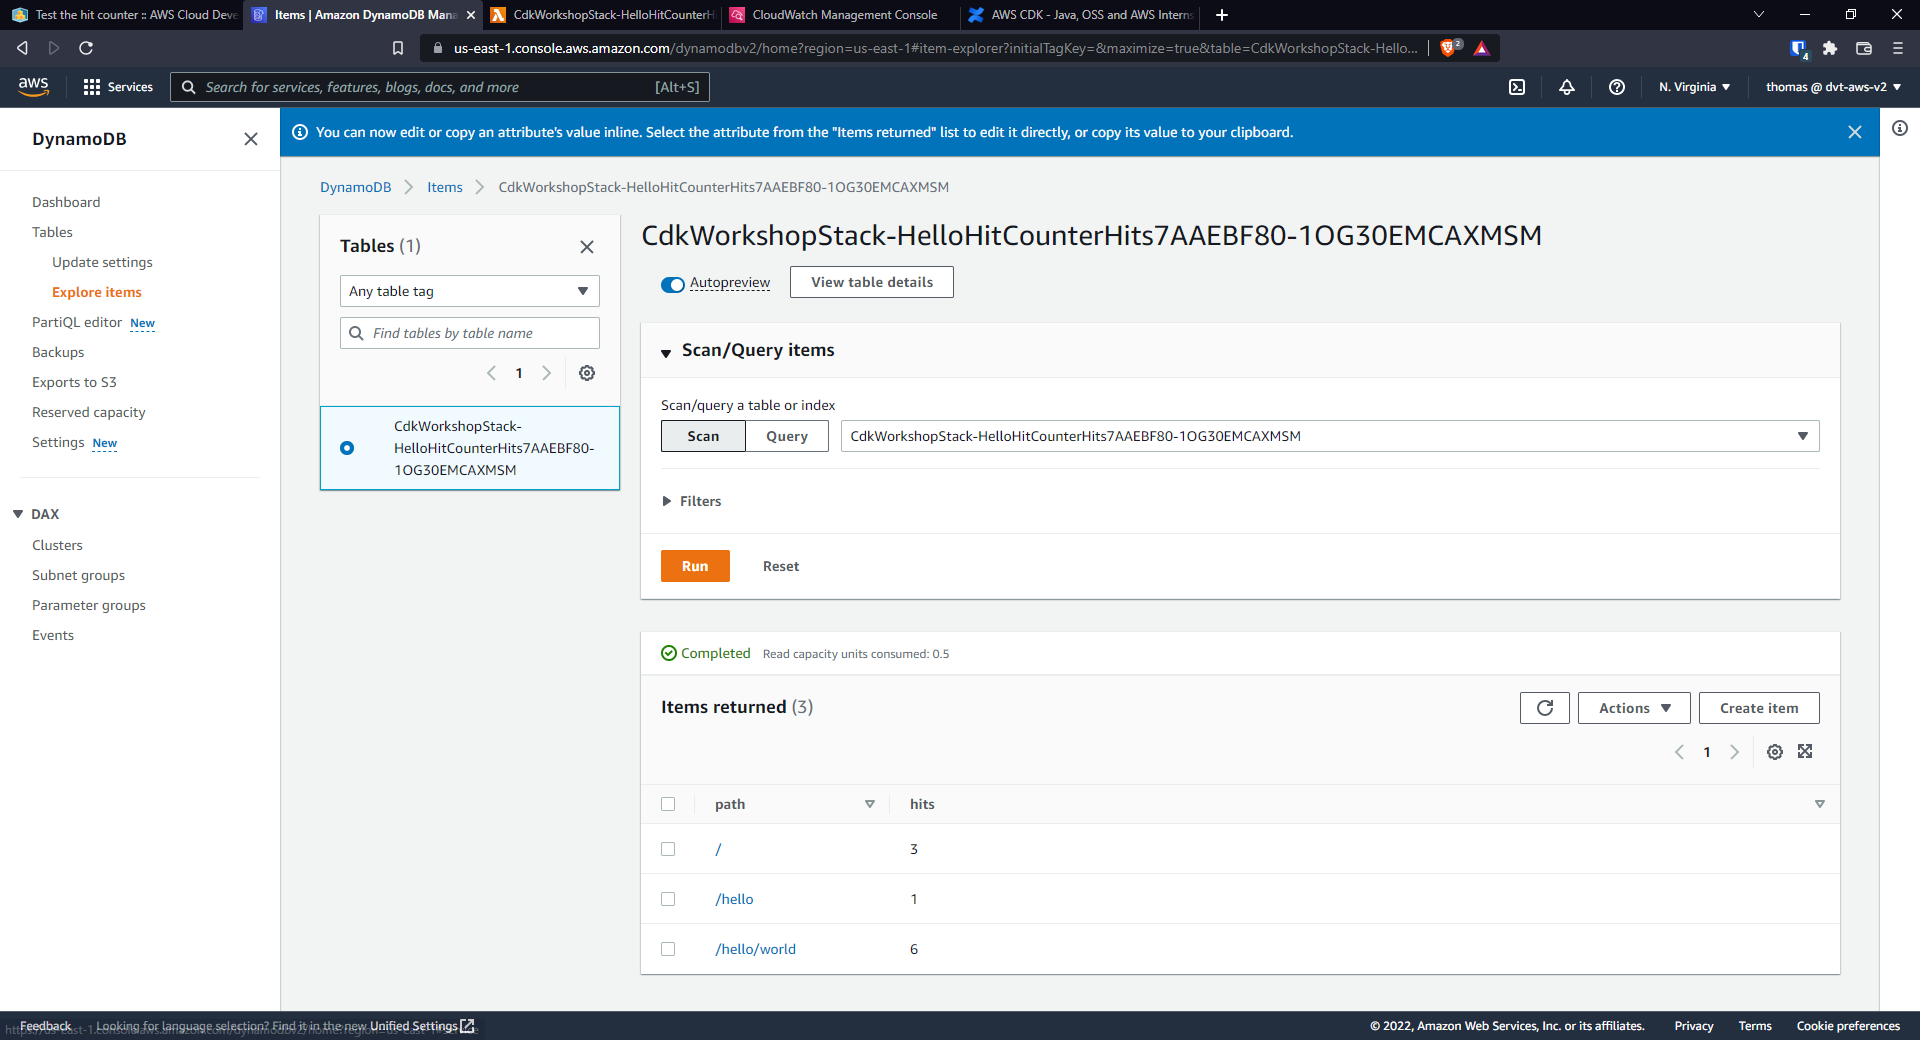 Test the hit counter :: AWS Cloud Deve
Items | Amazon DynamoDB Mana
CdkWorkshopStack-HelloHitCounterH
CloudWatch Management Console
AWS CDK - Java, OSS and AWS Intern
us-east-1.console.aws.amazon.com/dynamodbv2/home?region=us-east-1#item-explorer?initialTagKey=&maximize=true&table=CdkWorkshopStack-Hello...
2
4
aws
Services
Search for services, features, blogs, docs, and more
[Alt+S]
N. Virginia
thomas @ dvt-aws-v2
DynamoDB
Dashboard
Tables
Update settings
Explore items
PartiQL editor New
Backups
Exports to S3
Reserved capacity
Settings New
DAX
Clusters
Subnet groups
Parameter groups
Events
You can now edit or copy an attribute's value inline. Select the attribute from the "Items returned" list to edit it directly, or copy its value to your clipboard.
DynamoDB
Items
CdkWorkshopStack-HelloHitCounterHits7AAEBF80-1OG30EMCAXMSM
Tables (1)
Any table tag
Find tables by table name
1
CdkWorkshopStack-
HelloHitCounterHits7AAEBF80-
1OG30EMCAXMSM
CdkWorkshopStack-HelloHitCounterHits7AAEBF80-1OG30EMCAXMSM
Autopreview
View table details
Scan/Query items
Scan/query a table or index
Scan
Query
CdkWorkshopStack-HelloHitCounterHits7AAEBF80-1OG30EMCAXMSM
Filters
Run
Reset
Completed
Read capacity units consumed: 0.5
Items returned (3)
Actions
Create item
1
path
hits
/
3
/hello
1
/hello/world
6
Feedback
Looking for language selection? Find it in the new Unified Settings
© 2022, Amazon Web Services, Inc. or its affiliates.
Privacy
Terms
Cookie preferences